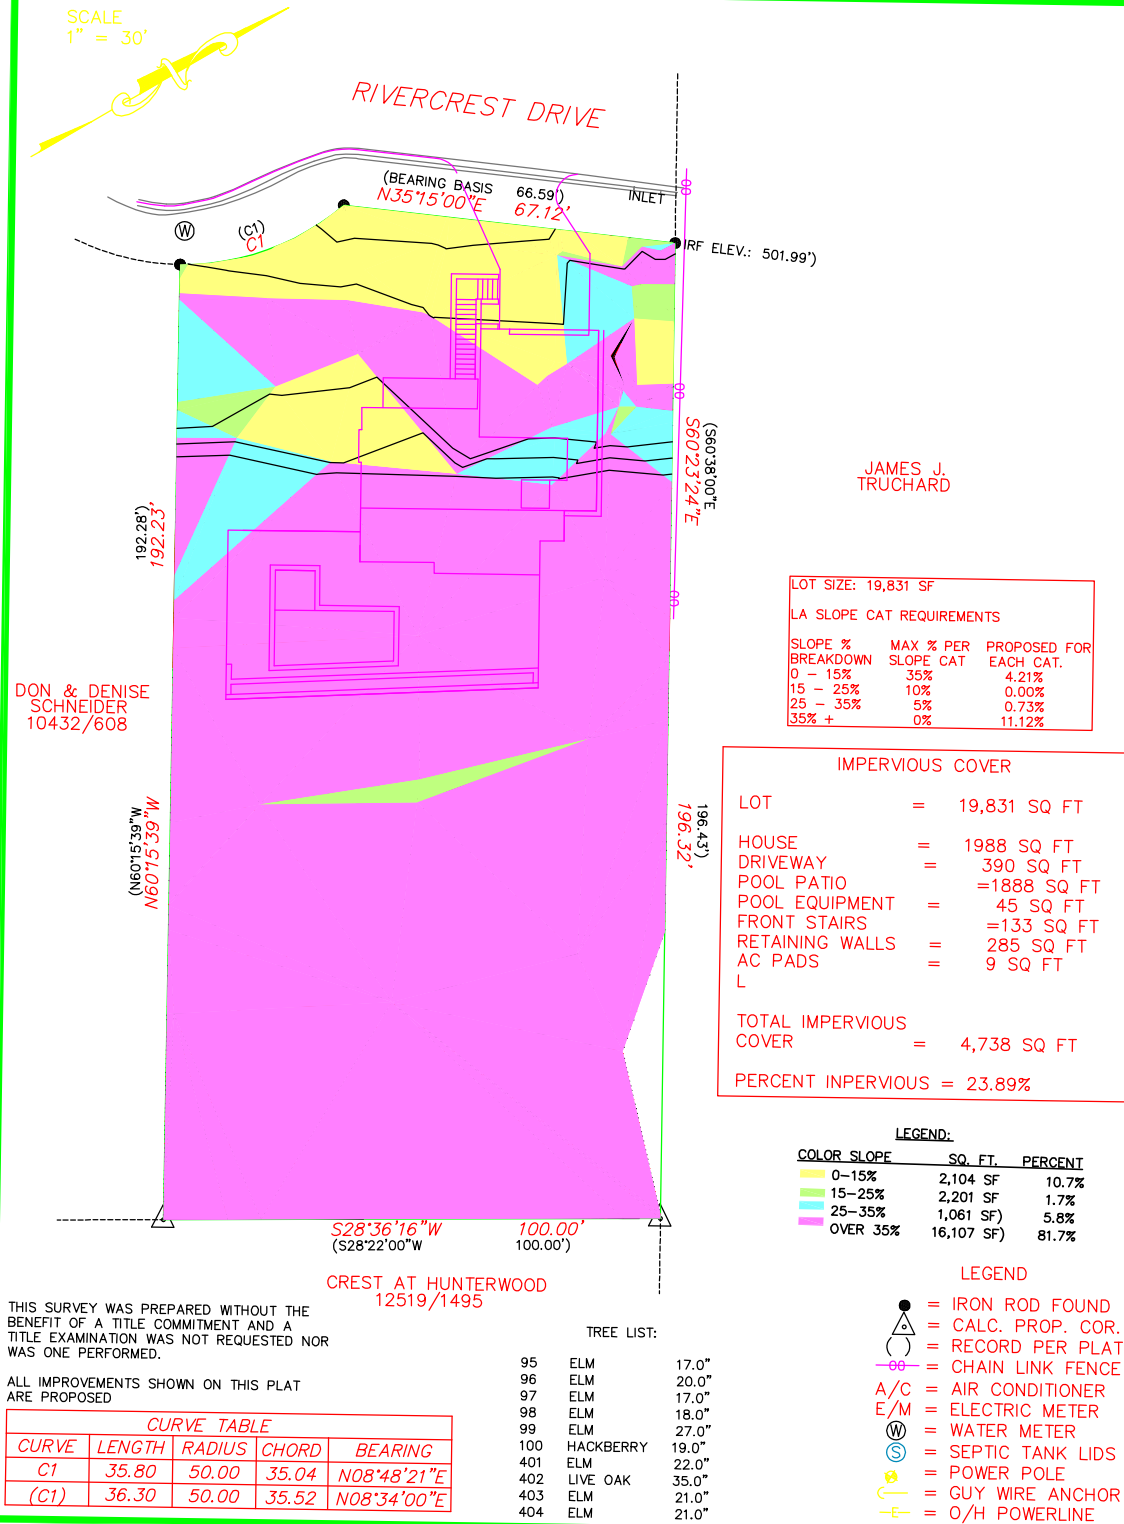 SCALE
1" = 30'
RIVERCREST DRIVE
(BEARING BASIS 66.59')
N35°15'00"E 67.12'
INLET
(C1)
C1
W
IRF ELEV.: 501.99')
(S60°38'00"E
S60°23'24"E
196.43')
196.32'
192.28')
192.23'
(N60°15'39"W
N60°15'39"W
JAMES J.
TRUCHARD
DON & DENISE
SCHNEIDER
10432/608
LOT SIZE: 19,831 SF
LA SLOPE CAT REQUIREMENTS
SLOPE % MAX % PER PROPOSED FOR
BREAKDOWN SLOPE CAT EACH CAT.
0 - 15% 35% 4.21%
15 - 25% 10% 0.00%
25 - 35% 5% 0.73%
35% + 0% 11.12%
IMPERVIOUS COVER
LOT = 19,831 SQ FT
HOUSE = 1988 SQ FT
DRIVEWAY = 390 SQ FT
POOL PATIO =1888 SQ FT
POOL EQUIPMENT = 45 SQ FT
FRONT STAIRS =133 SQ FT
RETAINING WALLS = 285 SQ FT
AC PADS = 9 SQ FT
L
TOTAL IMPERVIOUS
COVER = 4,738 SQ FT
PERCENT INPERVIOUS = 23.89%
LEGEND:
COLOR SLOPE SQ. FT. PERCENT
0-15% 2,104 SF 10.7%
15-25% 2,201 SF 1.7%
25-35% 1,061 SF) 5.8%
OVER 35% 16,107 SF) 81.7%
S28°36'16"W 100.00'
(S28°22'00"W 100.00')
CREST AT HUNTERWOOD
12519/1495
THIS SURVEY WAS PREPARED WITHOUT THE
BENEFIT OF A TITLE COMMITMENT AND A
TITLE EXAMINATION WAS NOT REQUESTED NOR
WAS ONE PERFORMED.
ALL IMPROVEMENTS SHOWN ON THIS PLAT
ARE PROPOSED
CURVE TABLE
CURVE LENGTH RADIUS CHORD BEARING
C1 35.80 50.00 35.04 N08°48'21"E
(C1) 36.30 50.00 35.52 N08°34'00"E
TREE LIST:
95 ELM 17.0"
96 ELM 20.0"
97 ELM 17.0"
98 ELM 18.0"
99 ELM 27.0"
100 HACKBERRY 19.0"
401 ELM 22.0"
402 LIVE OAK 35.0"
403 ELM 21.0"
404 ELM 21.0"
LEGEND
= IRON ROD FOUND
= CALC. PROP. COR.
( ) = RECORD PER PLAT
= CHAIN LINK FENCE
A/C = AIR CONDITIONER
E/M = ELECTRIC METER
W = WATER METER
S = SEPTIC TANK LIDS
= POWER POLE
= GUY WIRE ANCHOR
E = O/H POWERLINE